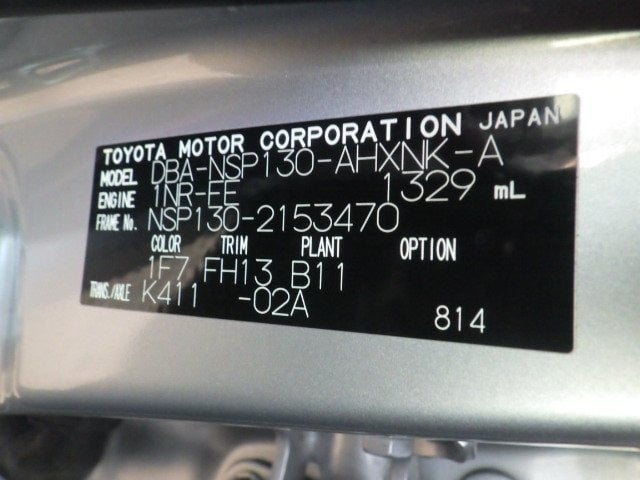 TOYOTA MOTOR CORPORATION JAPAN
MODEL DBA-NSP130-AHXNK-A
ENGINE 1NR-EE 1329 mL
FRAME No. NSP130-2153470
COLOR TRIM PLANT OPTION
1F7 FH13 B11
TRANS./AXLE K411 -02A
814